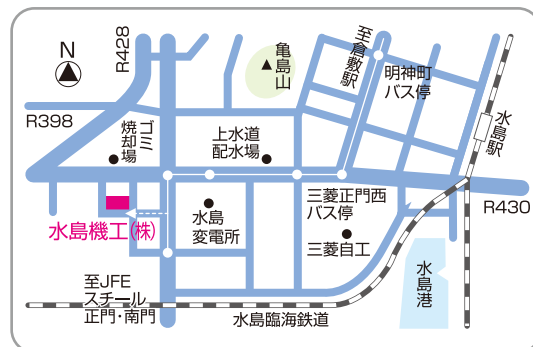 N
R428
R398
亀島山
至倉敷駅
明神町
バス停
水島駅
ゴミ
焼却場
上水道
配水場
三菱正門西
バス停
R430
水島
変電所
三菱自工
水島機工(株)
水島港
至JFE
スチール
正門・南門
水島臨海鉄道